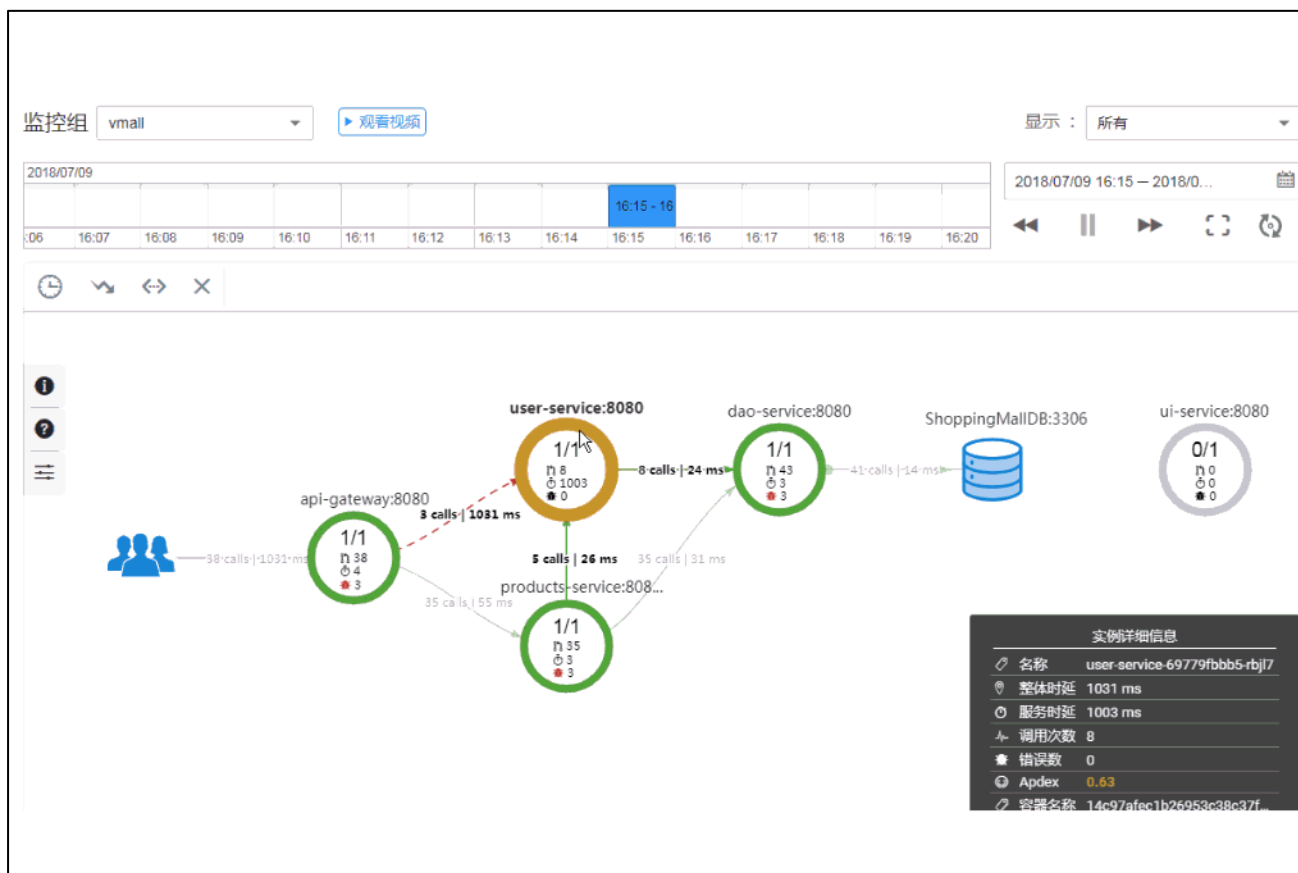 监控组 vmall 观看视频 显示 : 所有
2018/07/09
2018/07/09 16:15 — 2018/0...
16:15 - 16
:06 16:07 16:08 16:09 16:10 16:11 16:12 16:13 16:14 16:15 16:16 16:17 16:18 16:19 16:20
user-service:8080
1/1
8
1003
0
dao-service:8080
1/1
43
3
3
ShoppingMallDB:3306
ui-service:8080
0/1
0
0
0
8 calls | 24 ms
41 calls | 14 ms
api-gateway:8080
1/1
38
4
3
3 calls | 1031 ms
38 calls | 1031 ms
5 calls | 26 ms
35 calls | 31 ms
35 calls | 55 ms
products-service:808...
1/1
35
3
3
实例详细信息
名称 user-service-69779fbbb5-rbjl7
整体时延 1031 ms
服务时延 1003 ms
调用次数 8
错误数 0
Apdex 0.63
容器名称 14c97afec1b26953c38c37f...